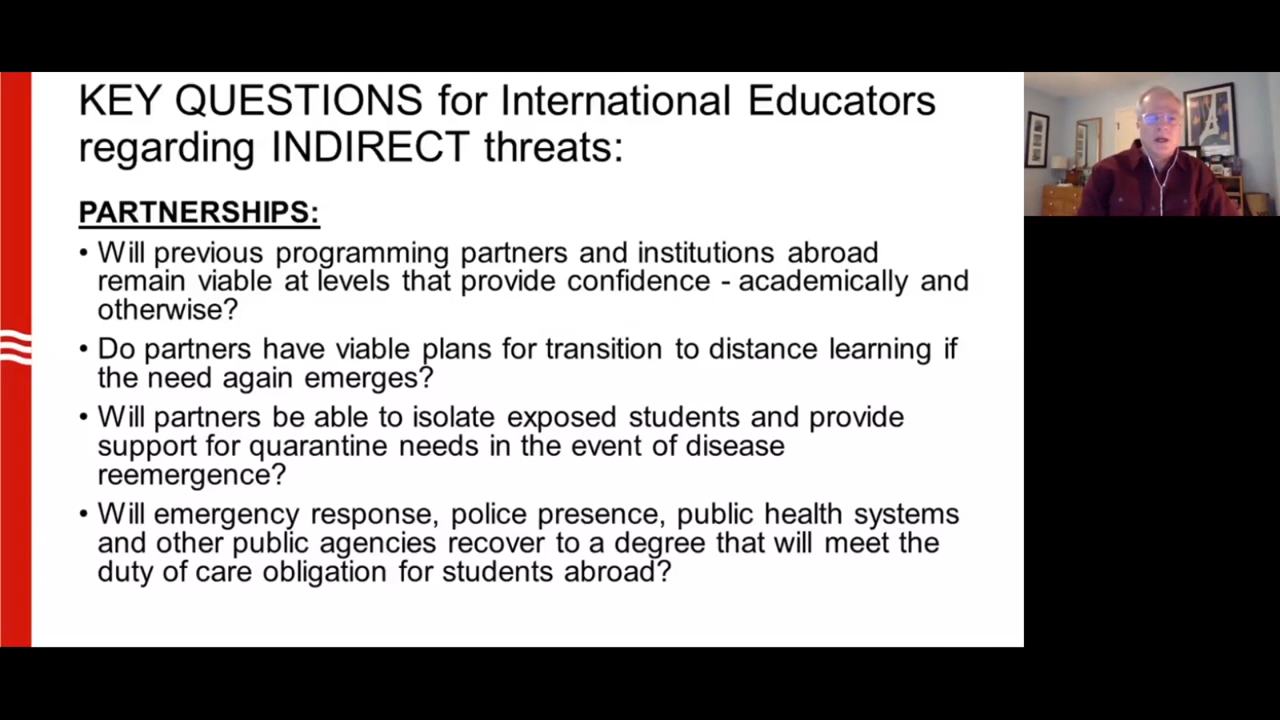 KEY QUESTIONS for International Educators
regarding INDIRECT threats:
PARTNERSHIPS:
• Will previous programming partners and institutions abroad
remain viable at levels that provide confidence - academically and
otherwise?
• Do partners have viable plans for transition to distance learning if
the need again emerges?
• Will partners be able to isolate exposed students and provide
support for quarantine needs in the event of disease
reemergence?
• Will emergency response, police presence, public health systems
and other public agencies recover to a degree that will meet the
duty of care obligation for students abroad?